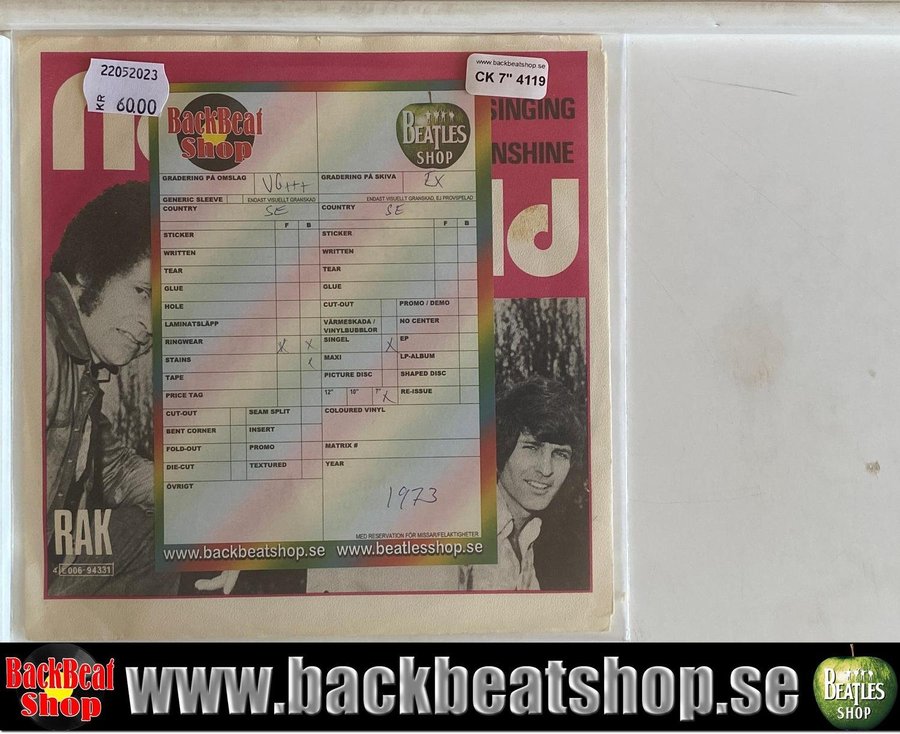 22052023
KR 60.00
www.backbeatshop.se
CK 7" 4119
SINGING
NSHINE
BackBeat
Shop
BEATLES
SHOP
GRADERING PÅ OMSLAG VG+++ GRADERING PÅ SKIVA EX
GENERIC SLEEVE ENDAST VISUELLT GRANSKAD ENDAST VISUELLT GRANSKAD, EJ PROVSPELAD
COUNTRY SE COUNTRY SE
F B F B
STICKER STICKER
WRITTEN WRITTEN
TEAR TEAR
GLUE GLUE
HOLE CUT-OUT PROMO / DEMO
LAMINATSLÄPP VÄRMESKADA / VINYLBUBBLOR NO CENTER
RINGWEAR X X SINGEL X EP
STAINS MAXI LP-ALBUM
TAPE PICTURE DISC SHAPED DISC
PRICE TAG 12" 10" 7" X RE-ISSUE
CUT-OUT SEAM SPLIT COLOURED VINYL
BENT CORNER INSERT
FOLD-OUT PROMO MATRIX #
DIE-CUT TEXTURED YEAR
ÖVRIGT
1973
MED RESERVATION FÖR MISSAR/FELAKTIGHETER.
www.backbeatshop.se www.beatlesshop.se
RAK
006-94331
BackBeat
Shop
www.backbeatshop.se
BEATLES
SHOP